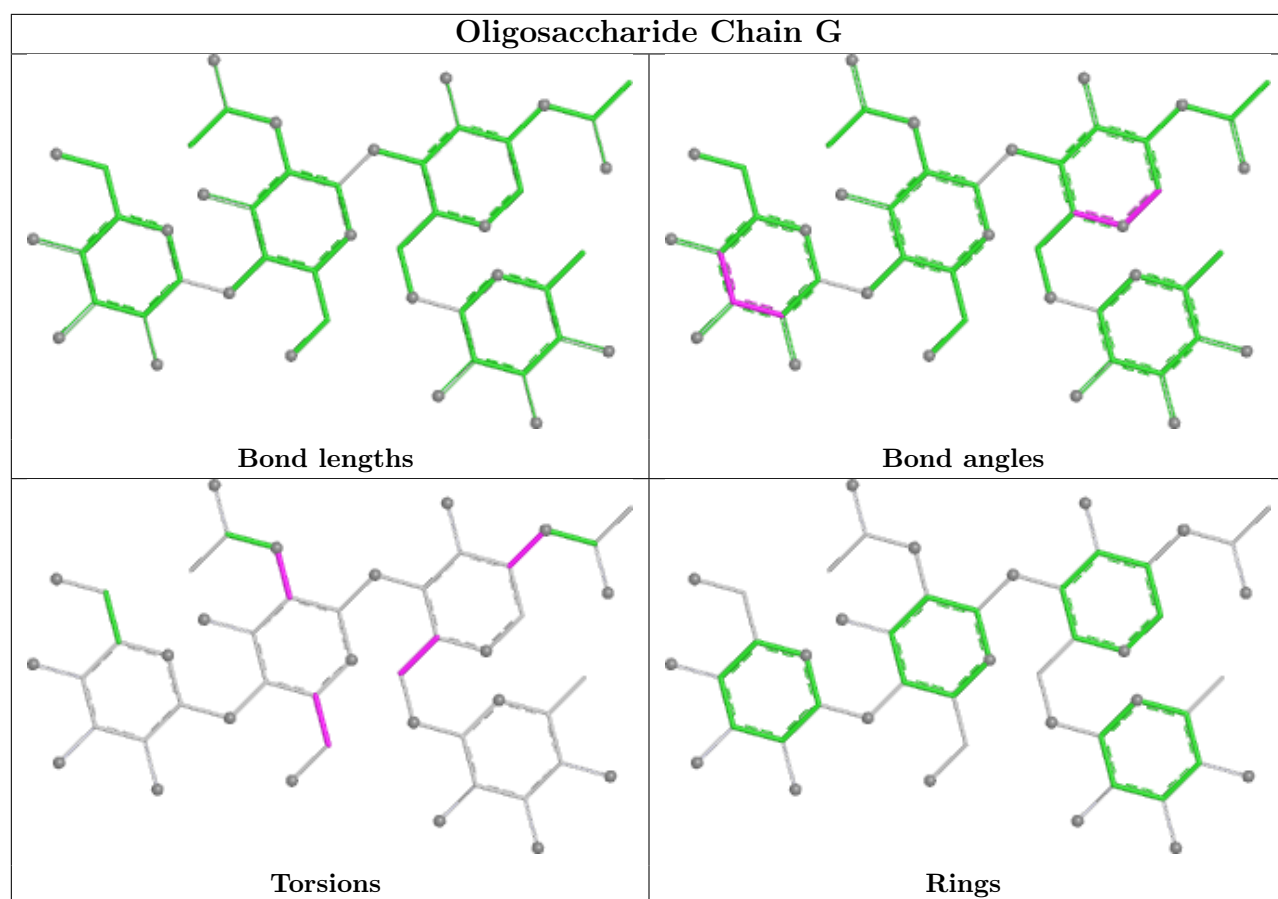 Oligosaccharide Chain G
Bond lengths
Bond angles
Torsions
Rings